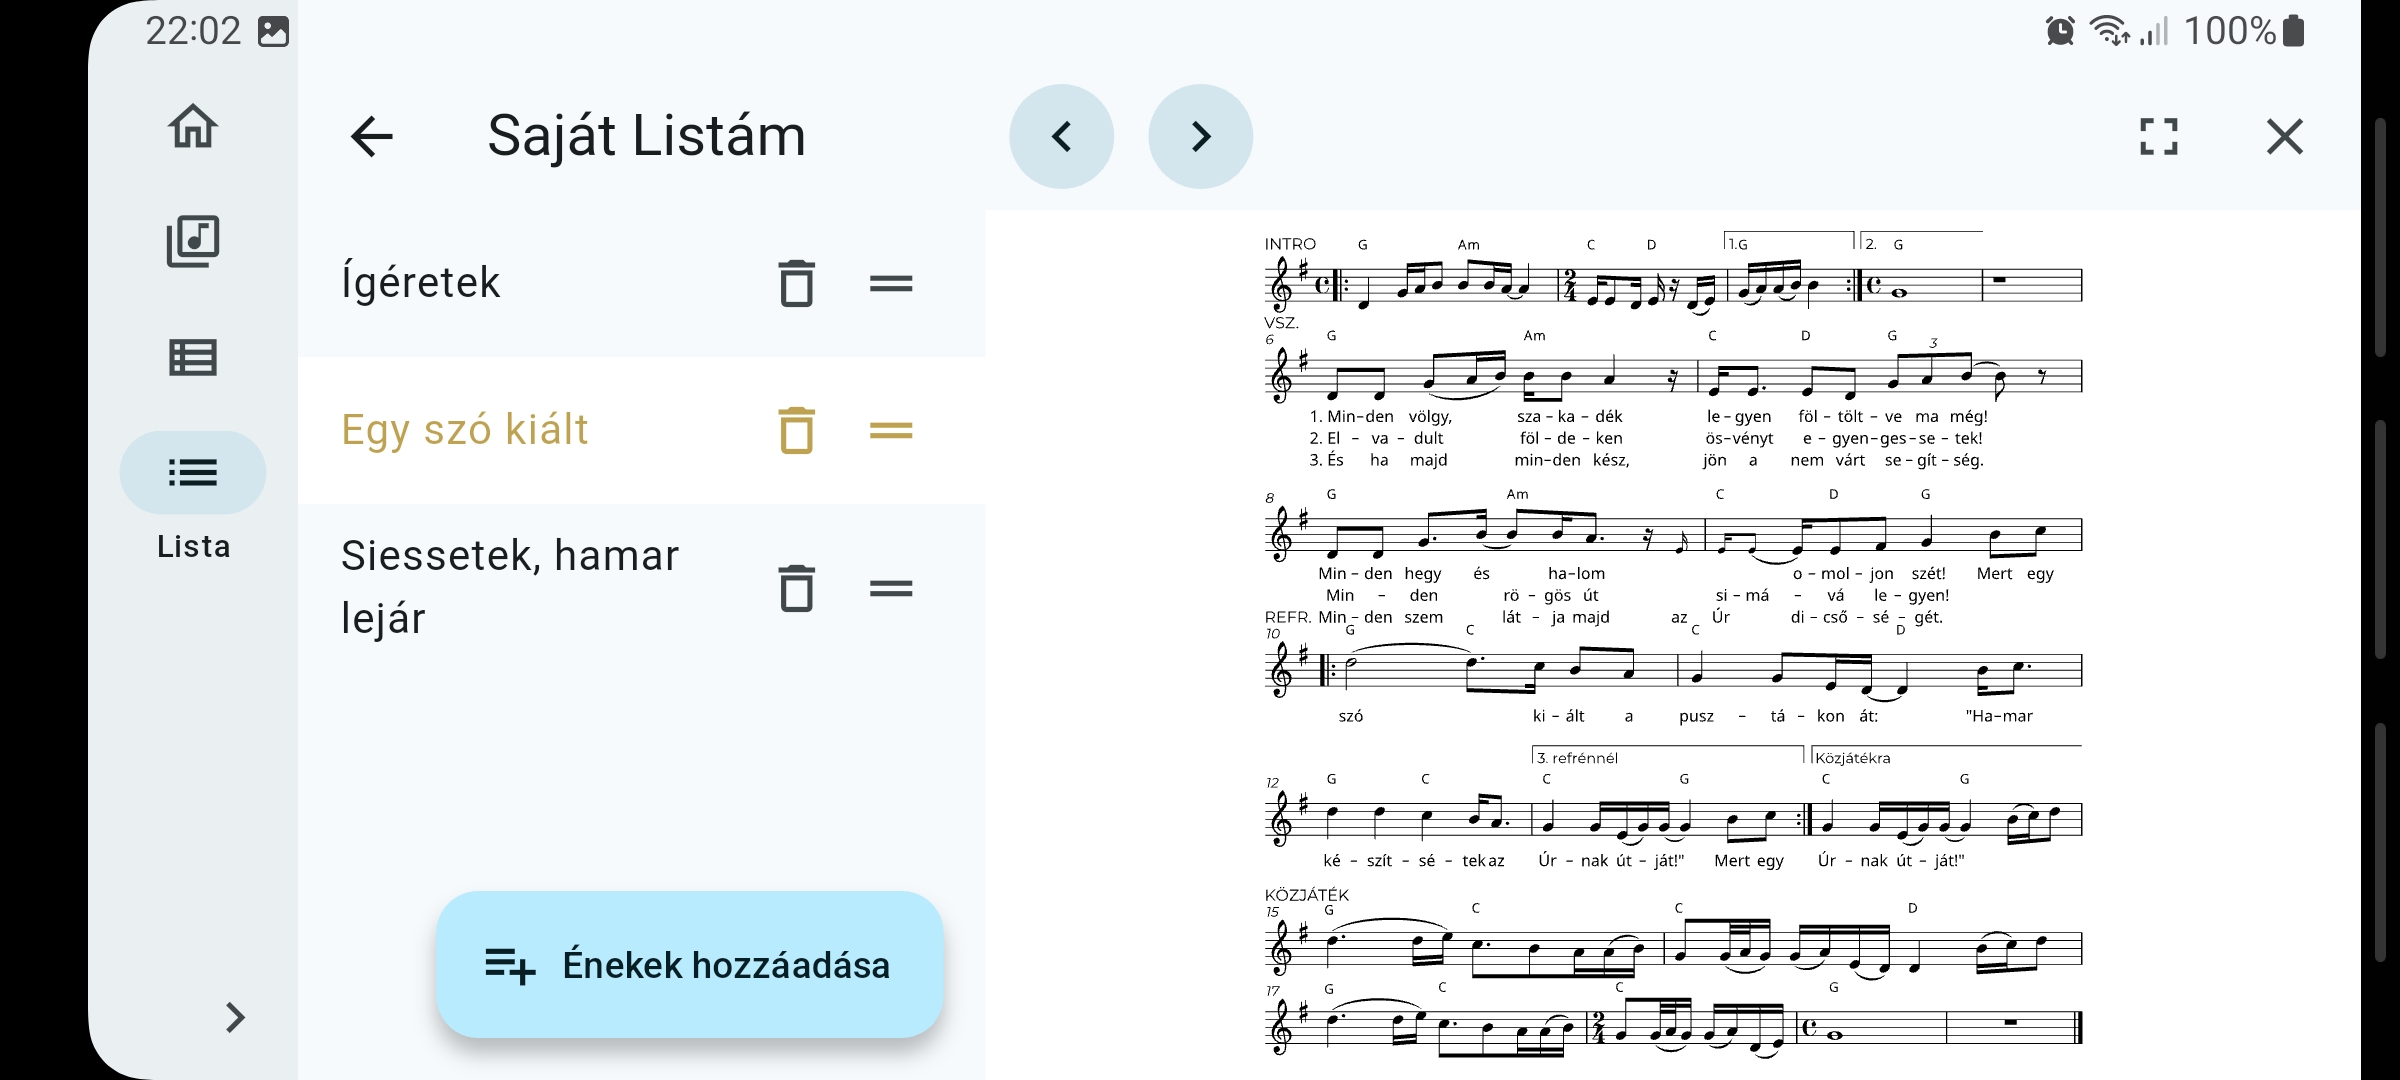 22:02
100%
Saját Listám
Ígéretek
Egy szó kiált
Siessetek, hamar
lejár
Lista
Énekek hozzáadása
INTRO G Am C D 1.G 2. G
VSZ.
6 G Am C D G 3
1. Min–den völgy, sza – ka – dék le – gyen föl – tölt – ve ma még!
2. El – va – dult föl – de – ken ös–vényt e – gyen–ges–se – tek!
3. És ha majd min–den kész, jön a nem várt se – gít – ség.
8 G Am C D G
Min – den hegy és ha–lom o – mol – jon szét! Mert egy
Min – den rö – gös út si – má – vá le – gyen!
REFR. Min – den szem lát – ja majd az Úr di – cső – sé – gét.
10 G C C D
szó ki – ált a pusz – tá – kon át: "Ha–mar
3. refrénnél Közjátékra
12 G C C G C G
ké – szít – sé – tek az Úr – nak út – ját!" Mert egy Úr – nak út – ját!"
KÖZJÁTÉK
15 G C C D
17 G C C G